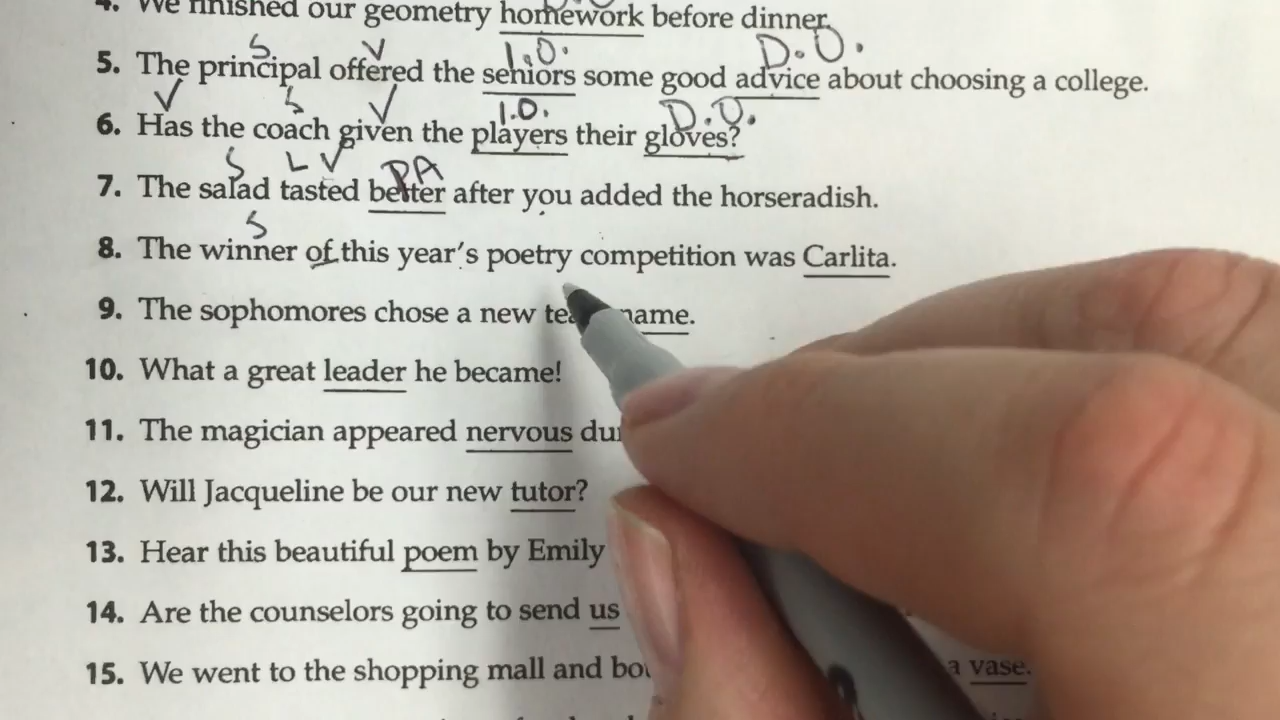 4. We finished our geometry homework before dinner.
S V I.O. D.O.
5. The principal offered the seniors some good advice about choosing a college.
V S V I.O. D.O.
6. Has the coach given the players their gloves?
S LV PA
7. The salad tasted better after you added the horseradish.
S
8. The winner of this year's poetry competition was Carlita.
9. The sophomores chose a new name.
10. What a great leader he became!
11. The magician appeared nervous
12. Will Jacqueline be our new tutor?
13. Hear this beautiful poem by Emily
14. Are the counselors going to send us
15. We went to the shopping mall and a vase.